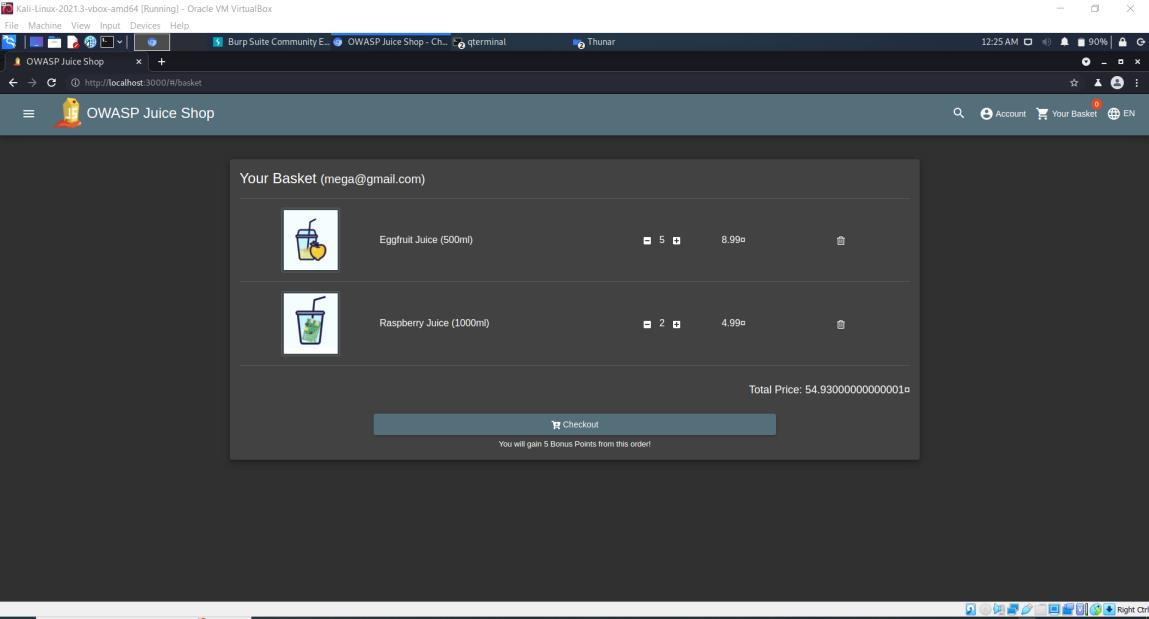 Kali-Linux-2021.3-vbox-amd64 [Running] - Oracle VM VirtualBox
File Machine View Input Devices Help
Burp Suite Community E... OWASP Juice Shop - Ch... qterminal Thunar 12:25 AM 90%
OWASP Juice Shop
http://localhost:3000/#/basket
OWASP Juice Shop Account Your Basket 0 EN
Your Basket (mega@gmail.com)
Eggfruit Juice (500ml) 5 8.99¤
Raspberry Juice (1000ml) 2 4.99¤
Total Price: 54.93000000000001¤
Checkout
You will gain 5 Bonus Points from this order!
Right Ctrl